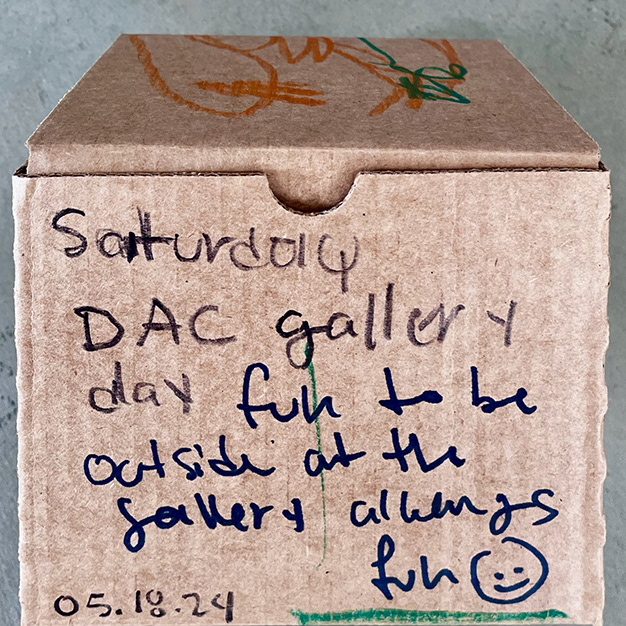 Saturday
DAC gallery
day fun to be
outside at the
gallery always
fun
05.18.24